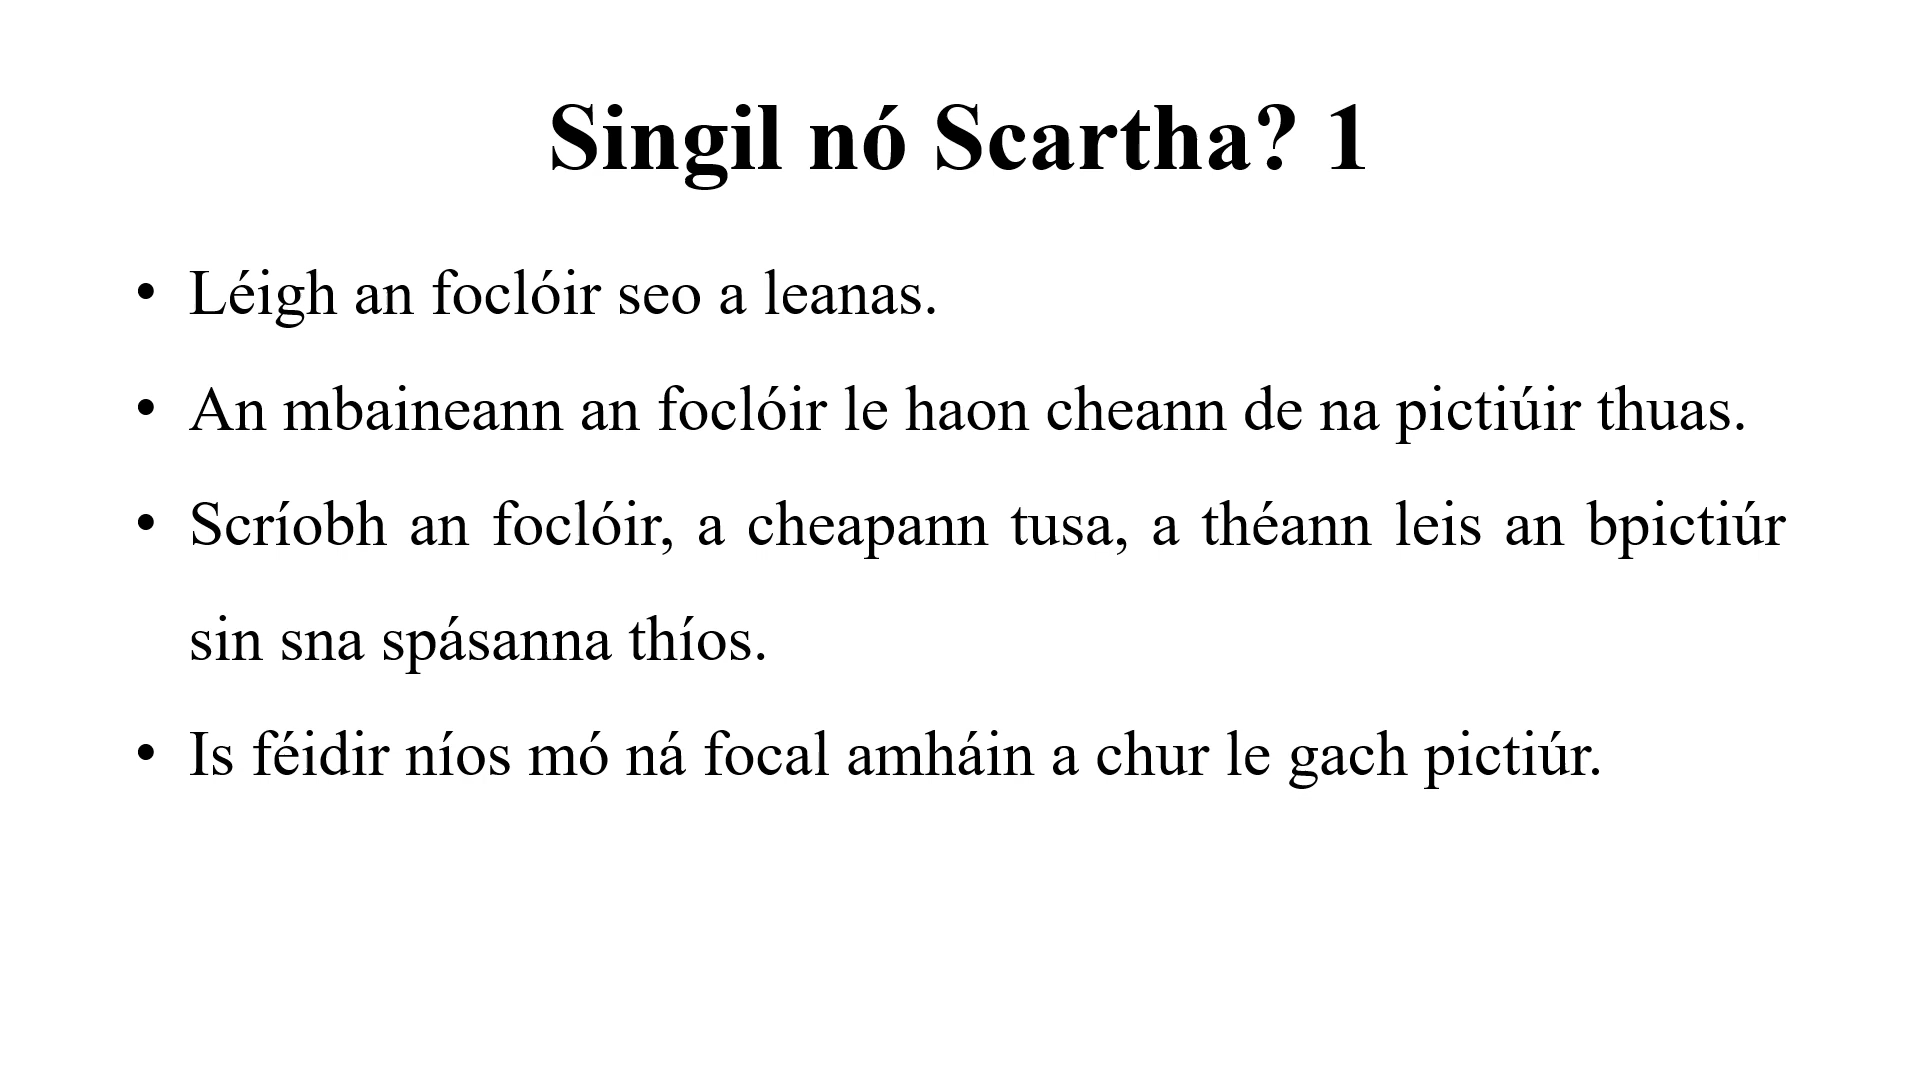 Singil nó Scartha? 1
• Léigh an foclóir seo a leanas.
• An mbaineann an foclóir le haon cheann de na pictiúir thuas.
• Scríobh an foclóir, a cheapann tusa, a théann leis an bpictiúr
sin sna spásanna thíos.
• Is féidir níos mó ná focal amháin a chur le gach pictiúr.